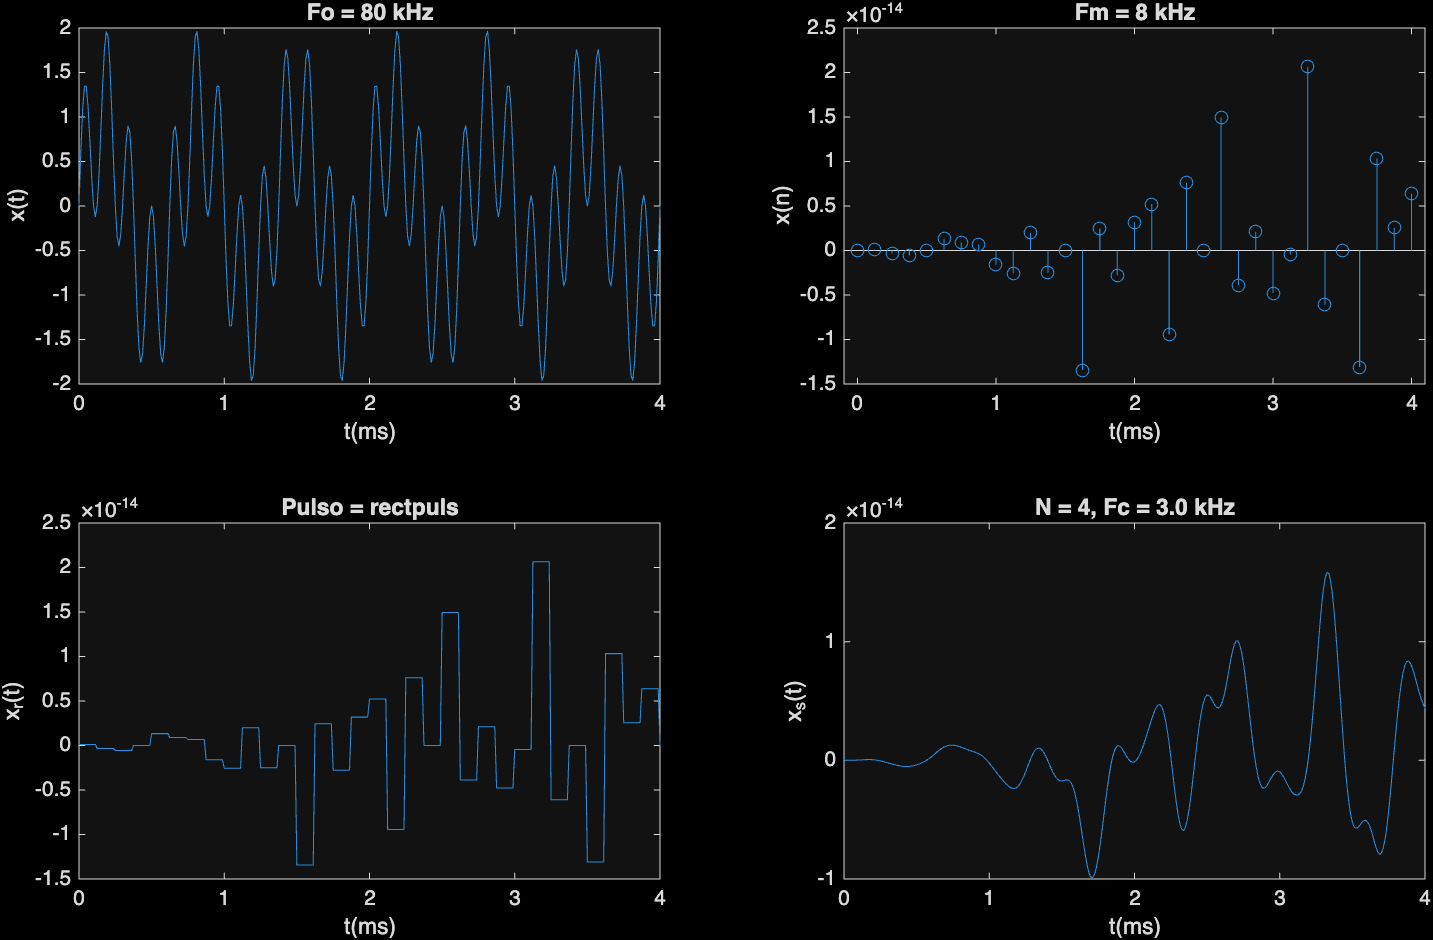 Fo = 80 kHz
2
1.5
1
0.5
0
-0.5
-1
-1.5
-2
x(t)
0 1 2 3 4
t(ms)
×10-14
Fm = 8 kHz
2.5
2
1.5
1
0.5
0
-0.5
-1
-1.5
x(n)
0 1 2 3 4
t(ms)
×10-14
Pulso = rectpuls
2.5
2
1.5
1
0.5
0
-0.5
-1
-1.5
xr(t)
0 1 2 3 4
t(ms)
×10-14
N = 4, Fc = 3.0 kHz
2
1
0
-1
xs(t)
0 1 2 3 4
t(ms)